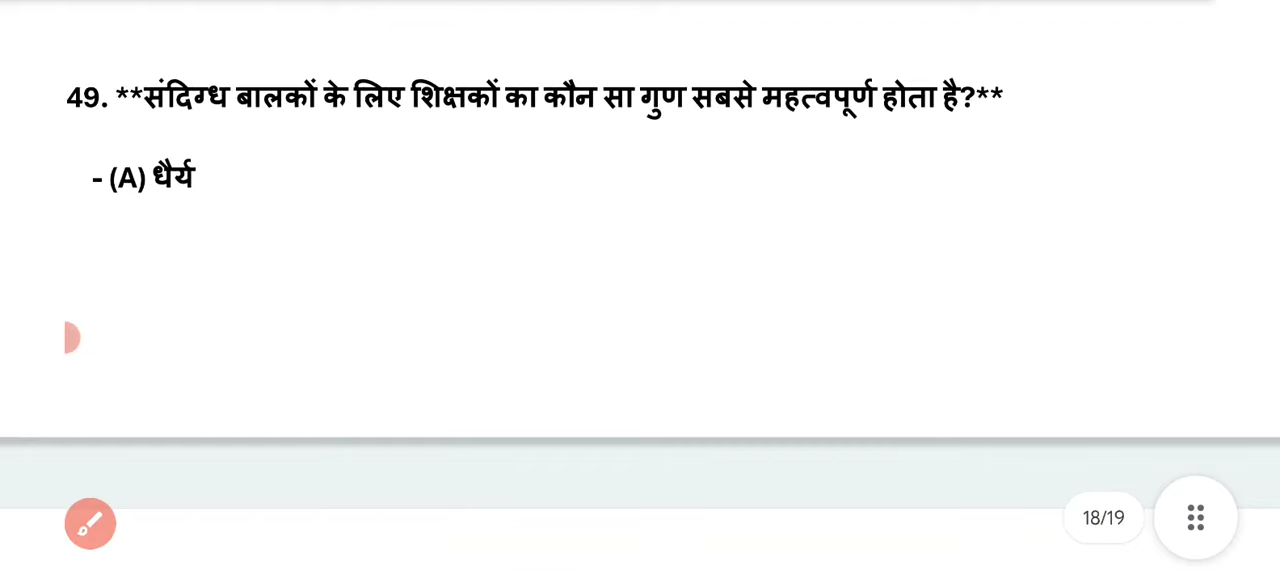 49. **संदिग्ध बालकों के लिए शिक्षकों का कौन सा गुण सबसे महत्वपूर्ण होता है?**
- (A) धैर्य
18/19